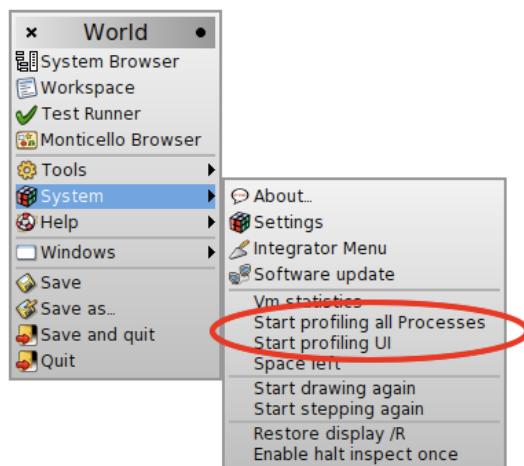 World
System Browser
Workspace
Test Runner
Monticello Browser
Tools
System
Help
Windows
Save
Save as…
Save and quit
Quit
About…
Settings
Integrator Menu
Software update
Vm statistics
Start profiling all Processes
Start profiling UI
Space left
Start drawing again
Start stepping again
Restore display /R
Enable halt inspect once